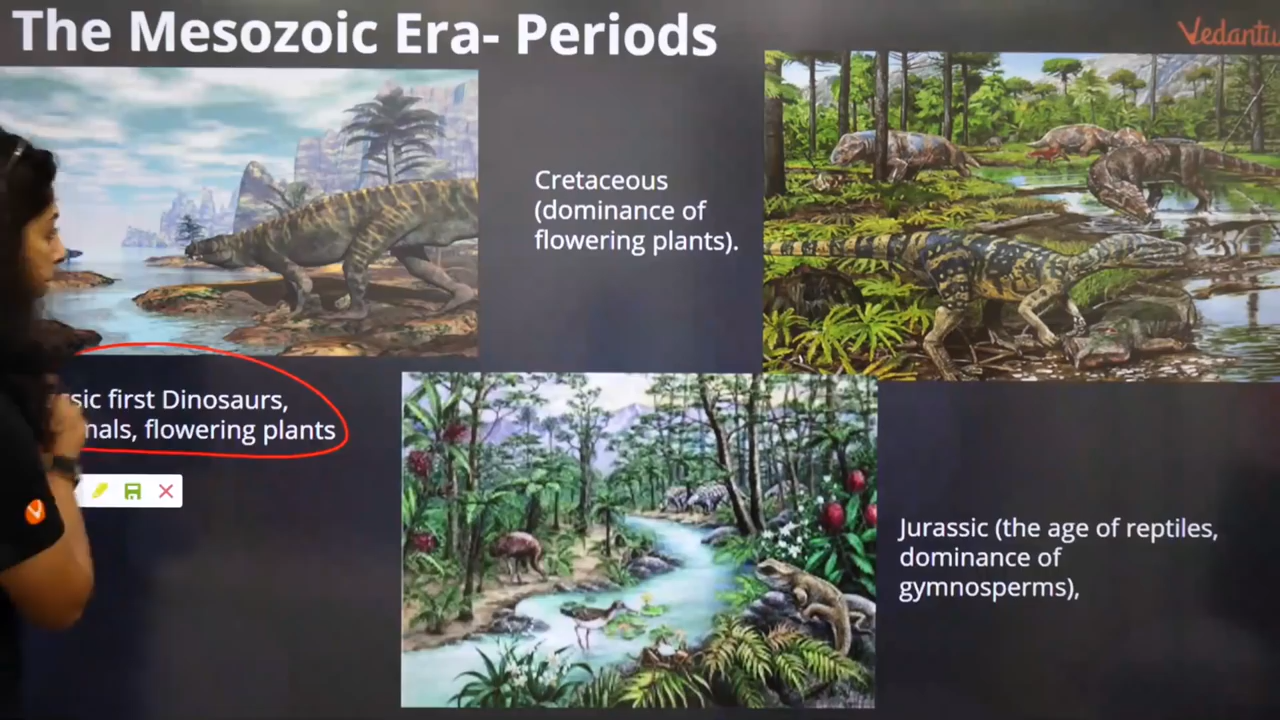 The Mesozoic Era- Periods
Vedantu
Cretaceous
(dominance of
flowering plants).
first Dinosaurs,
flowering plants
Jurassic (the age of reptiles,
dominance of
gymnosperms),